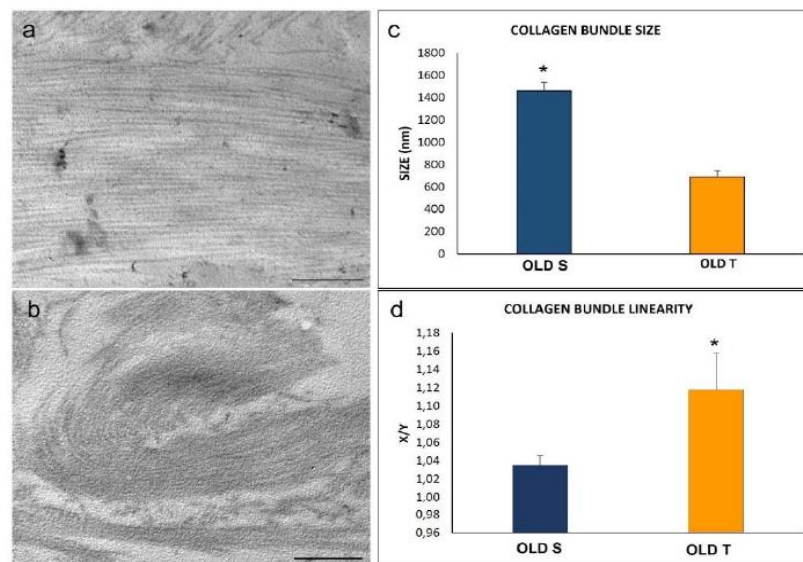 a
b
c
COLLAGEN BUNDLE SIZE
SIZE (nm)
1800
1600
1400
1200
1000
800
600
400
200
0
*
OLD S
OLD T
d
COLLAGEN BUNDLE LINEARITY
X/Y
1,18
1,16
1,14
1,12
1,10
1,08
1,06
1,04
1,02
1,00
0,98
0,96
*
OLD S
OLD T